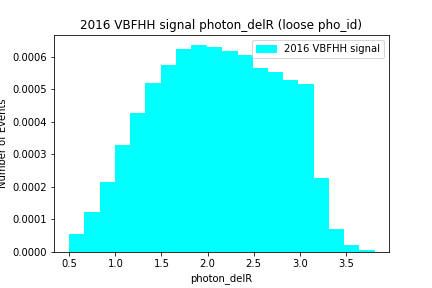 2016 VBFHH signal photon_delR (loose pho_id)
2016 VBFHH signal
Number of Events
0.0006
0.0005
0.0004
0.0003
0.0002
0.0001
0.0000
0.5 1.0 1.5 2.0 2.5 3.0 3.5
photon_delR